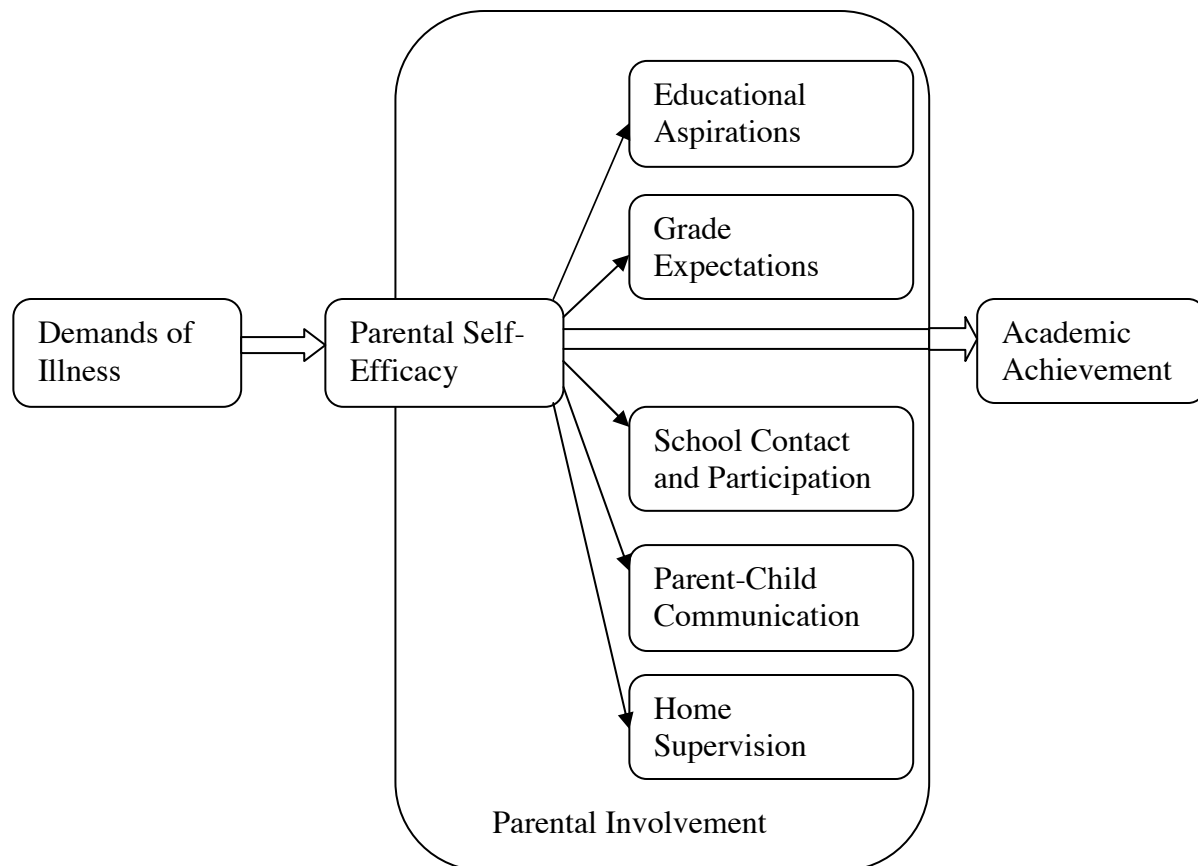 Educational
Aspirations
Grade
Expectations
Demands of
Illness
Parental Self-
Efficacy
Academic
Achievement
School Contact
and Participation
Parent-Child
Communication
Home
Supervision
Parental Involvement